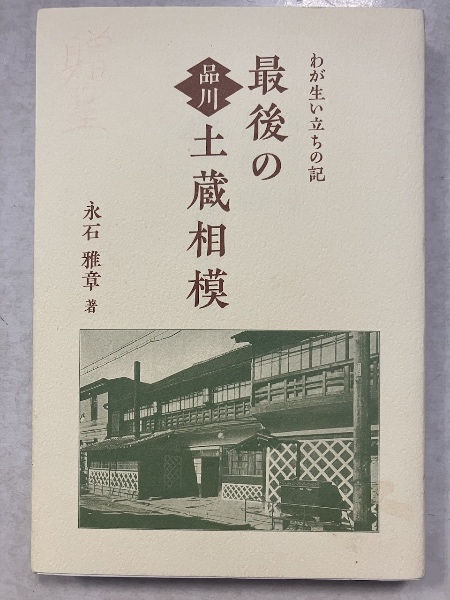 わが生い立ちの記
最後の
品川
土蔵相模
永石 雅章 著